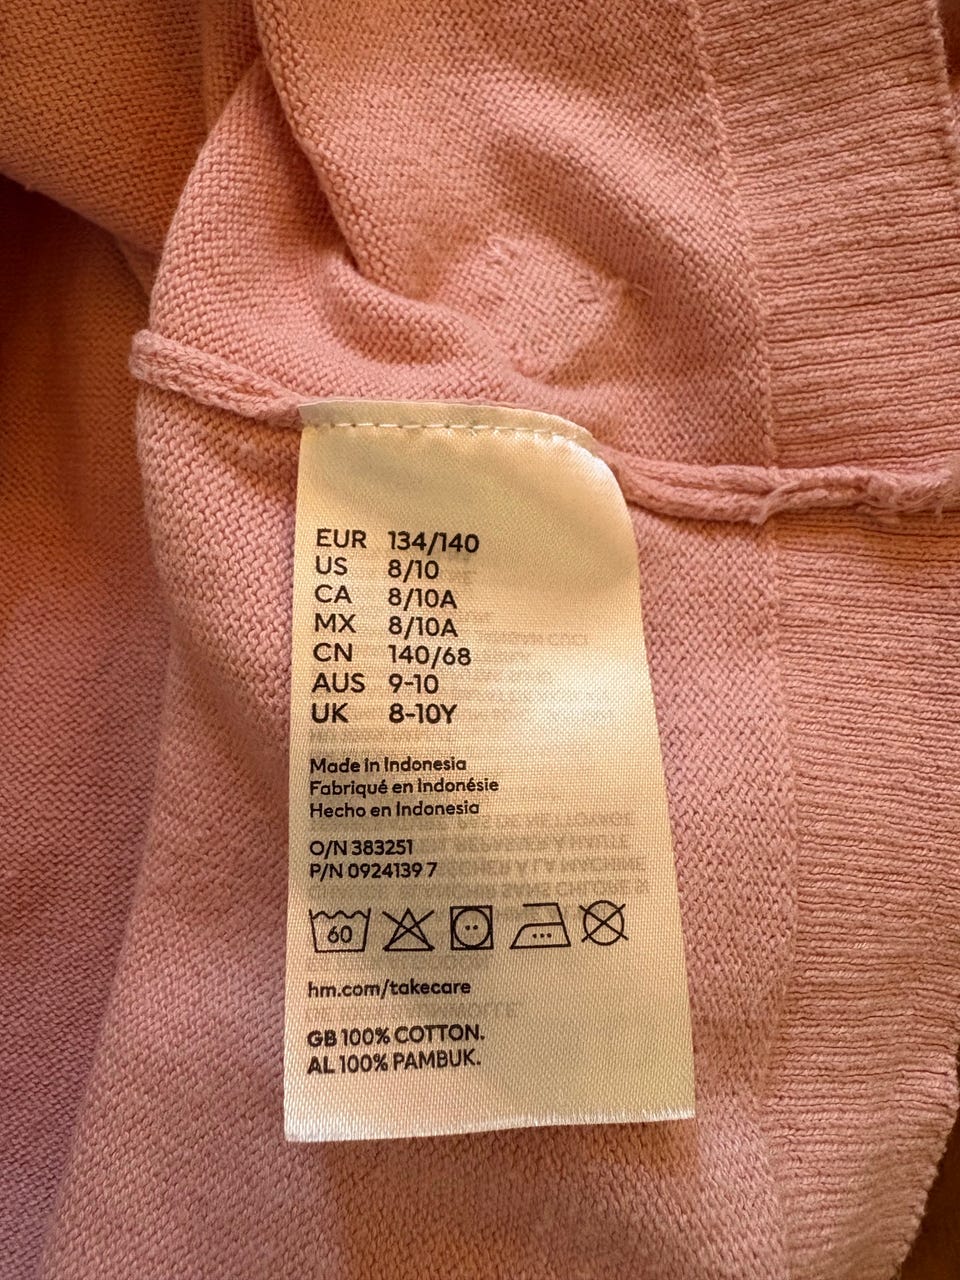 EUR 134/140
US 8/10
CA 8/10A
MX 8/10A
CN 140/68
AUS 9-10
UK 8-10Y
Made in Indonesia
Fabriqué en Indonésie
Hecho en Indonesia
O/N 383251
P/N 0924139 7
60
hm.com/takecare
GB 100% COTTON.
AL 100% PAMBUK.